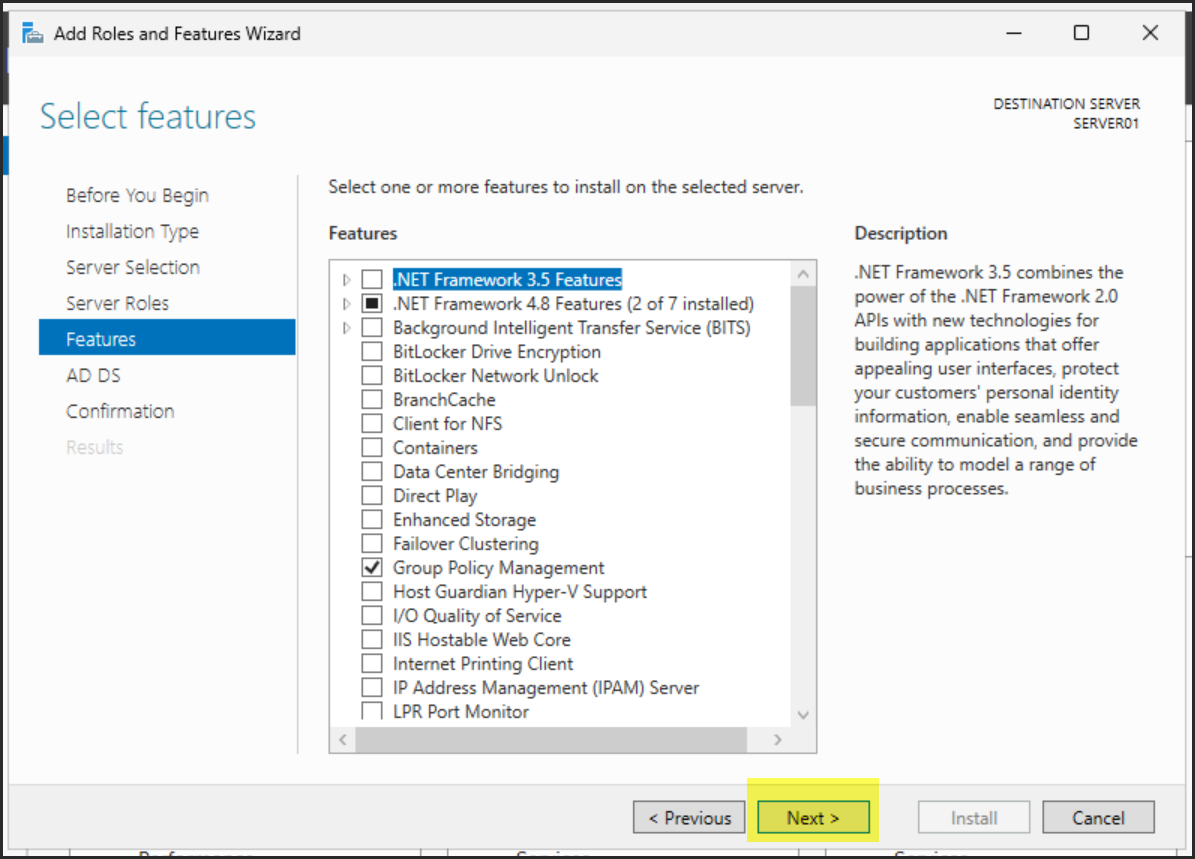 Add Roles and Features Wizard
Select features
DESTINATION SERVER
SERVER01
Before You Begin
Installation Type
Server Selection
Server Roles
Features
AD DS
Confirmation
Results
Select one or more features to install on the selected server.
Features
.NET Framework 3.5 Features
.NET Framework 4.8 Features (2 of 7 installed)
Background Intelligent Transfer Service (BITS)
BitLocker Drive Encryption
BitLocker Network Unlock
BranchCache
Client for NFS
Containers
Data Center Bridging
Direct Play
Enhanced Storage
Failover Clustering
Group Policy Management
Host Guardian Hyper-V Support
I/O Quality of Service
IIS Hostable Web Core
Internet Printing Client
IP Address Management (IPAM) Server
LPR Port Monitor
Description
.NET Framework 3.5 combines the
power of the .NET Framework 2.0
APIs with new technologies for
building applications that offer
appealing user interfaces, protect
your customers' personal identity
information, enable seamless and
secure communication, and provide
the ability to model a range of
business processes.
< Previous
Next >
Install
Cancel
Performance
Services
Services